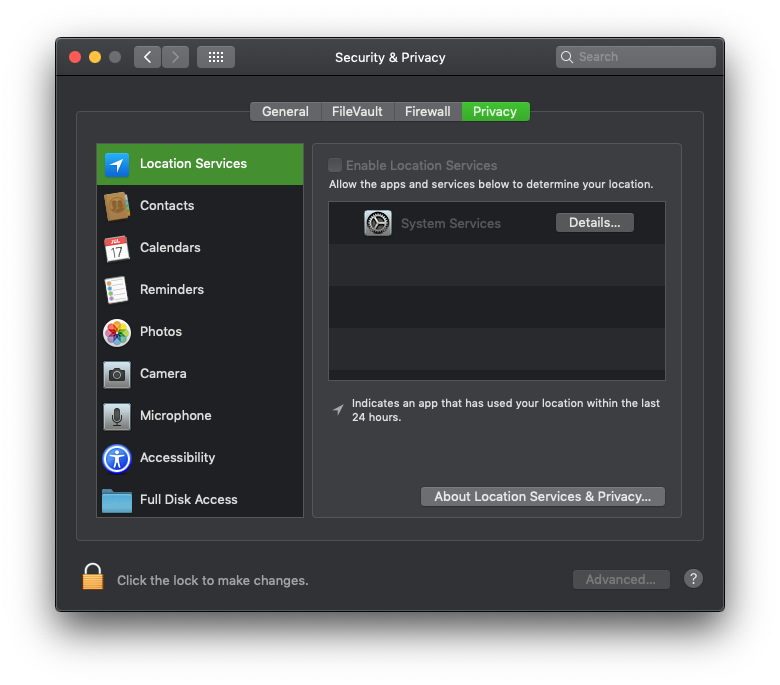 Security & Privacy
Search
General
FileVault
Firewall
Privacy
Location Services
Contacts
Calendars
JUL
17
Reminders
Photos
Camera
Microphone
Accessibility
Full Disk Access
Enable Location Services
Allow the apps and services below to determine your location.
System Services
Details...
Indicates an app that has used your location within the last
24 hours.
About Location Services & Privacy...
Click the lock to make changes.
Advanced...
?